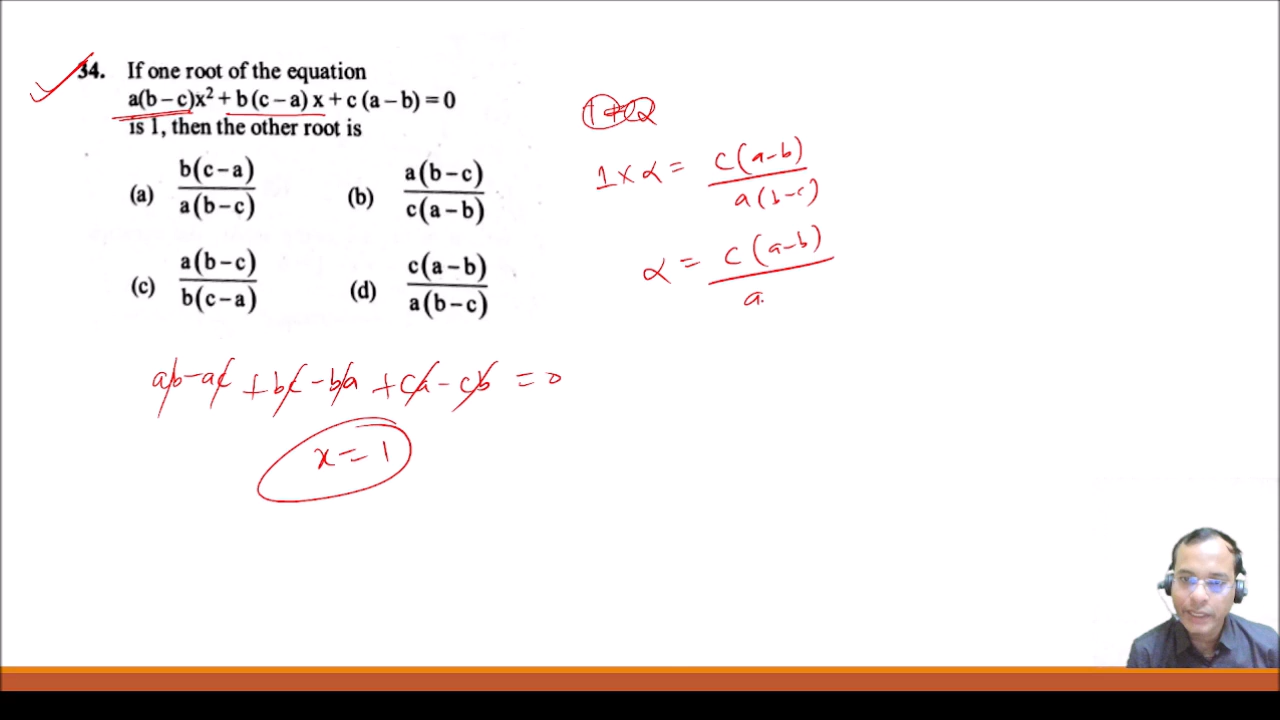 34. If one root of the equation
a(b – c)x² + b (c – a) x + c (a – b) = 0
is 1, then the other root is
(a) b(c – a) / a(b – c) (b) a(b – c) / c(a – b)
(c) a(b – c) / b(c – a) (d) c(a – b) / a(b – c)
ab – ac + bc – ba + ca – cb = 0
x = 1
1 × α = c(a–b) / a(b–c)
α = c(a–b) / a